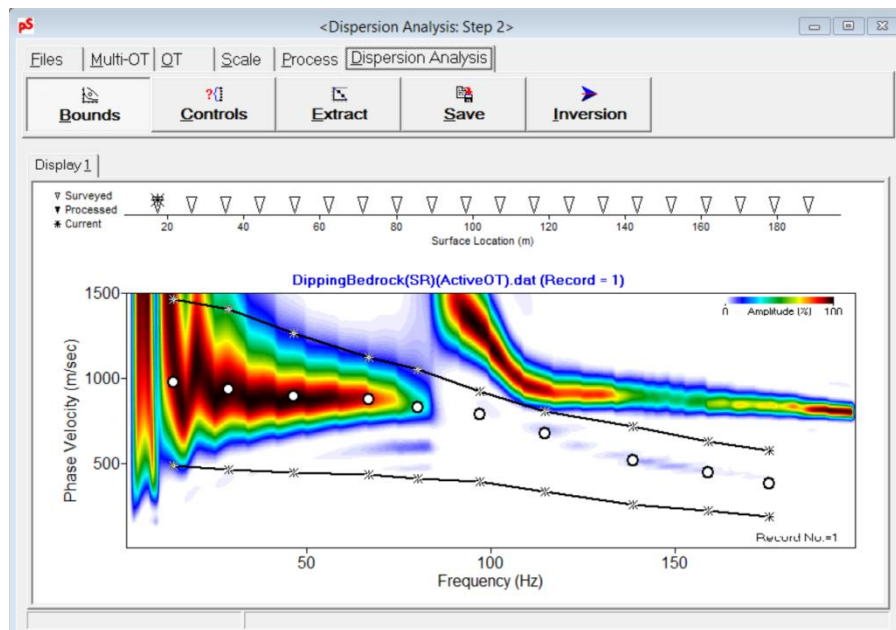 pS <Dispersion Analysis: Step 2>
Files Multi-OT OT Scale Process Dispersion Analysis
Bounds Controls Extract Save Inversion
Display 1
Surveyed
Processed
Current
20 40 60 80 100 120 140 160 180
Surface Location (m)
DippingBedrock(SR)(ActiveOT).dat (Record = 1)
1500
1000
500
Phase Velocity (m/sec)
0 Amplitude (%) 100
Record No.=1
50 100 150
Frequency (Hz)